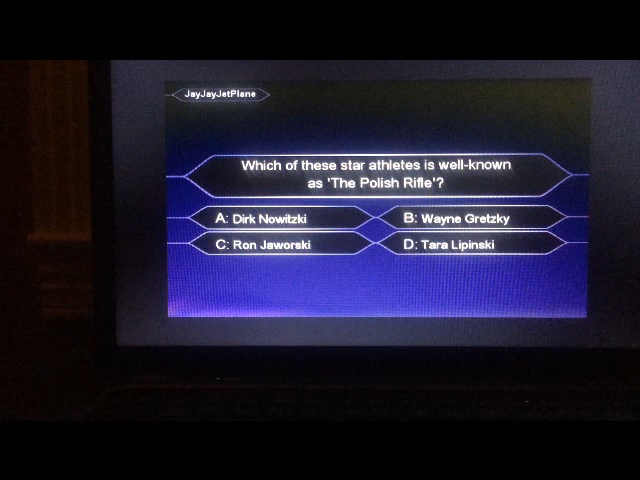 JayJayJetPlane
Which of these star athletes is well-known
as 'The Polish Rifle'?
A: Dirk Nowitzki
B: Wayne Gretzky
C: Ron Jaworski
D: Tara Lipinski